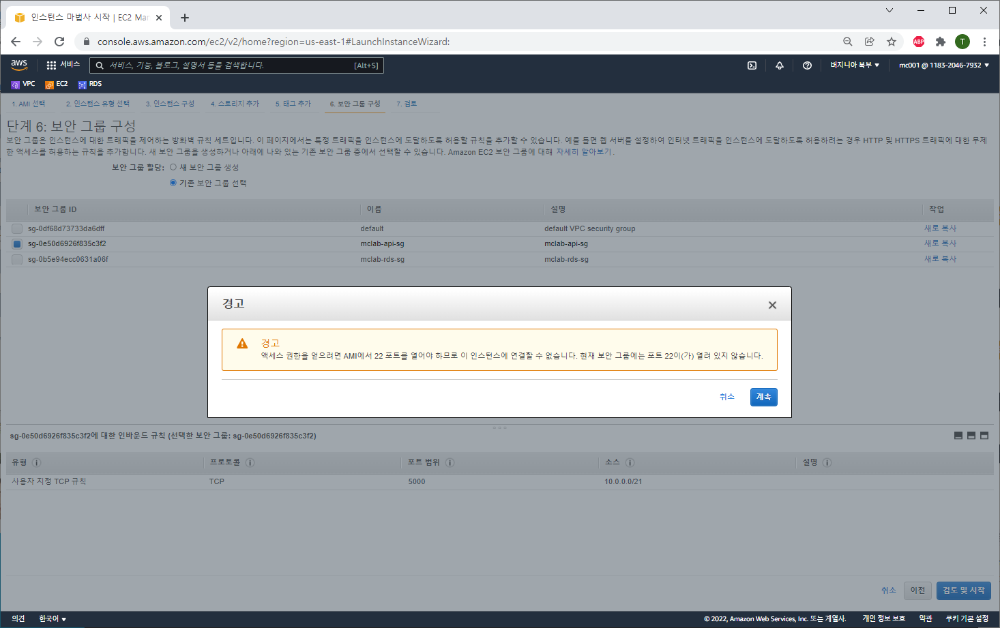 인스턴스 마법사 시작 | EC2 Mar
console.aws.amazon.com/ec2/v2/home?region=us-east-1#LaunchInstanceWizard:
ABP
T
aws
서비스
서비스, 기능, 블로그, 설명서 등을 검색합니다.
[Alt+S]
버지니아 북부
mc001 @ 1183-2046-7932
VPC
EC2
RDS
1. AMI 선택
2. 인스턴스 유형 선택
3. 인스턴스 구성
4. 스토리지 추가
5. 태그 추가
6. 보안 그룹 구성
7. 검토
단계 6: 보안 그룹 구성
보안 그룹은 인스턴스에 대한 트래픽을 제어하는 방화벽 규칙 세트입니다. 이 페이지에서는 특정 트래픽을 인스턴스에 도달하도록 허용할 규칙을 추가할 수 있습니다. 예를 들면 웹 서버를 설정하여 인터넷 트래픽을 인스턴스에 도달하도록 허용하려는 경우 HTTP 및 HTTPS 트래픽에 대한 무제
한 액세스를 허용하는 규칙을 추가합니다. 새 보안 그룹을 생성하거나 아래에 나와 있는 기존 보안 그룹 중에서 선택할 수 있습니다. Amazon EC2 보안 그룹에 대해 자세히 알아보기 .
보안 그룹 할당: 새 보안 그룹 생성
기존 보안 그룹 선택
보안 그룹 ID 이름 설명 작업
sg-0df68d73733da6dff default default VPC security group 새로 복사
sg-0e50d6926f835c3f2 mclab-api-sg mclab-api-sg 새로 복사
sg-0b5e94ecc0631a06f mclab-rds-sg mclab-rds-sg 새로 복사
경고
경고
액세스 권한을 얻으려면 AMI에서 22 포트를 열어야 하므로 이 인스턴스에 연결할 수 없습니다. 현재 보안 그룹에는 포트 22이(가) 열려 있지 않습니다.
취소
계속
sg-0e50d6926f835c3f2에 대한 인바운드 규칙 (선택한 보안 그룹: sg-0e50d6926f835c3f2)
유형 프로토콜 포트 범위 소스 설명
사용자 지정 TCP 규칙 TCP 5000 10.0.0.0/21
취소
이전
검토 및 시작
의견
한국어
© 2022, Amazon Web Services, Inc. 또는 계열사.
개인 정보 보호
약관
쿠키 기본 설정